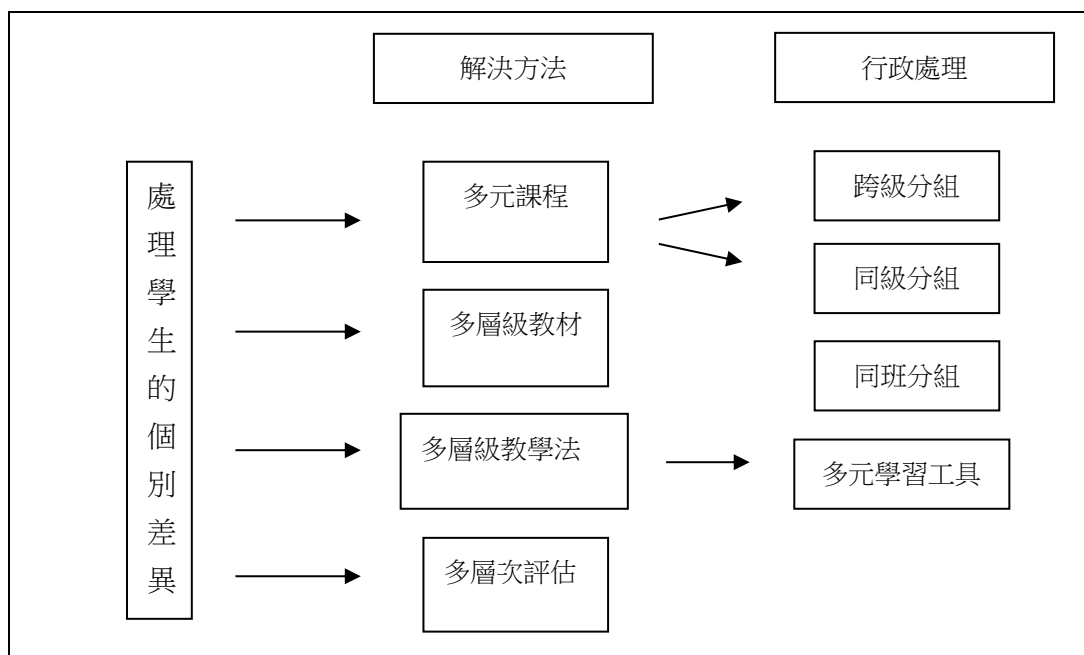 解決方法
行政處理
處理學生的個別差異
多元課程
多層級教材
多層級教學法
多層次評估
跨級分組
同級分組
同班分組
多元學習工具